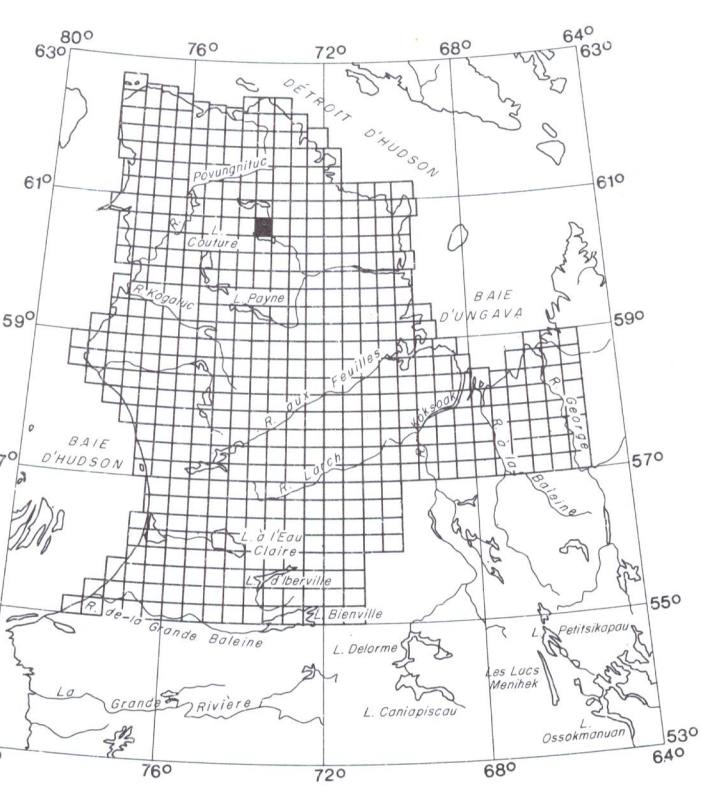 80°
76°
72°
68°
64°
63°
63°
DÉTROIT D'HUDSON
Povungnituc
61°
61°
R.
L.
Couture
R. Kogaluc
L. Payne
BAIE
D'UNGAVA
59°
59°
R. aux Feuilles
Koksoak
R.
R. George
R. à la Baleine
BAIE
D'HUDSON
7°
57°
R. Larch
L. à l'Eau
Claire
L. d'Iberville
55°
R. de-la Grande Baleine
L. Bienville
L. Petitsikapau
L. Delorme
Les Lacs
Menihek
La Grande Rivière
L. Caniapiscau
L.
Ossokmanuan
53°
76°
72°
68°
64°